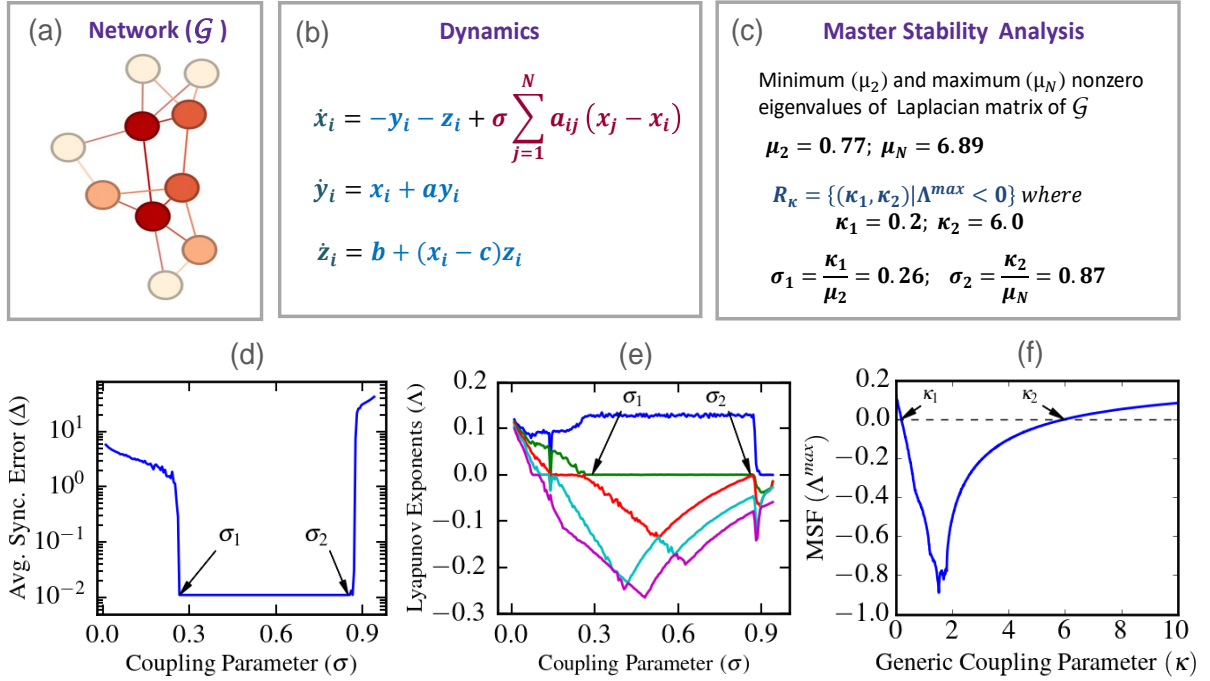 (a) Network (𝒢)
(b) Dynamics
ẋᵢ = −yᵢ − zᵢ + σ ∑ⱼ₌₁ᴺ aᵢⱼ (xⱼ − xᵢ)
ẏᵢ = xᵢ + ayᵢ
żᵢ = b + (xᵢ − c)zᵢ
(c) Master Stability Analysis
Minimum (μ₂) and maximum (μ_N) nonzero
eigenvalues of Laplacian matrix of 𝒢
μ₂ = 0.77; μ_N = 6.89
R_κ = {(κ₁, κ₂)|Λᵐᵃˣ < 0} where
κ₁ = 0.2; κ₂ = 6.0
σ₁ = κ₁/μ₂ = 0.26; σ₂ = κ₂/μ_N = 0.87
(d)
Avg. Sync. Error (Δ)
10¹
10⁰
10⁻¹
10⁻²
σ₁ σ₂
0.0 0.3 0.6 0.9
Coupling Parameter (σ)
(e)
Lyapunov Exponents (Λ)
0.2
0.1
0.0
−0.1
−0.2
−0.3
σ₁ σ₂
0.0 0.3 0.6 0.9
Coupling Parameter (σ)
(f)
MSF (Λᵐᵃˣ)
0.2
0.0
−0.2
−0.4
−0.6
−0.8
−1.0
κ₁ κ₂
0 2 4 6 8 10
Generic Coupling Parameter (κ)